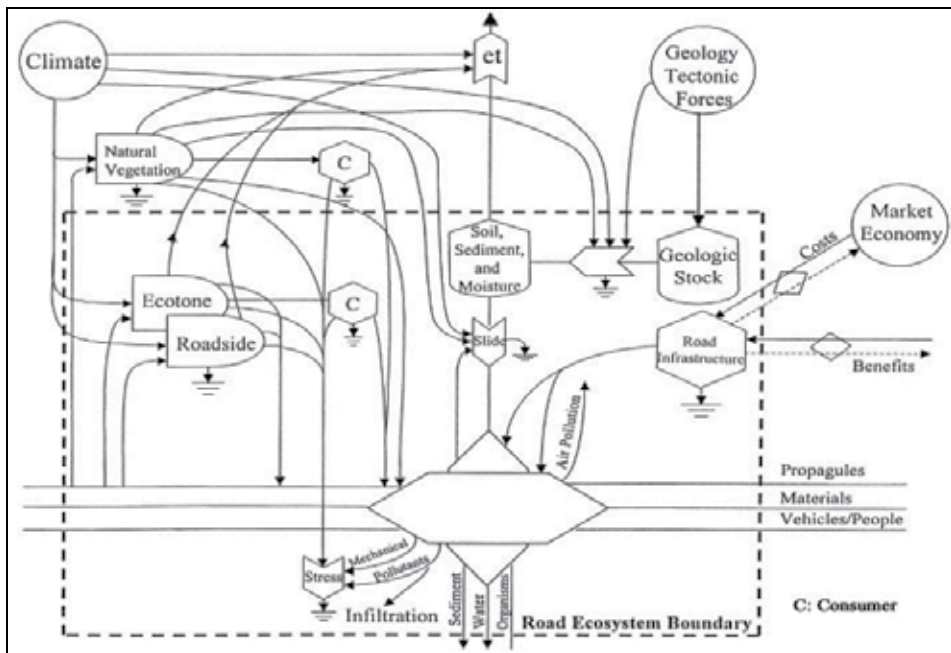 Climate
et
Geology
Tectonic
Forces
Natural
Vegetation
C
Market
Economy
Costs
Soil,
Sediment,
and
Moisture
Geologic
Stock
Ecotone
C
Roadside
Slide
Road
Infrastructure
Benefits
Air Pollution
Propagules
Materials
Vehicles/People
Mechanical
Pollutants
Stress
Infiltration
Sediment
Water
Organisms
Road Ecosystem Boundary
C: Consumer